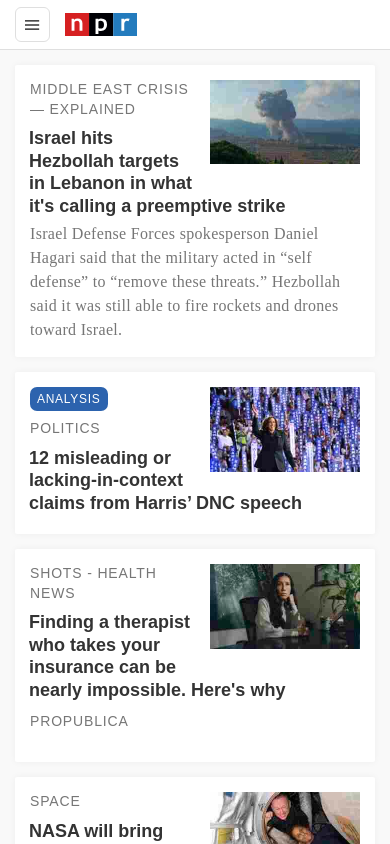 npr
MIDDLE EAST CRISIS
— EXPLAINED
Israel hits
Hezbollah targets
in Lebanon in what
it's calling a preemptive strike
Israel Defense Forces spokesperson Daniel
Hagari said that the military acted in “self
defense” to “remove these threats.” Hezbollah
said it was still able to fire rockets and drones
toward Israel.
ANALYSIS
POLITICS
12 misleading or
lacking-in-context
claims from Harris’ DNC speech
SHOTS - HEALTH
NEWS
Finding a therapist
who takes your
insurance can be
nearly impossible. Here's why
PROPUBLICA
SPACE
NASA will bring